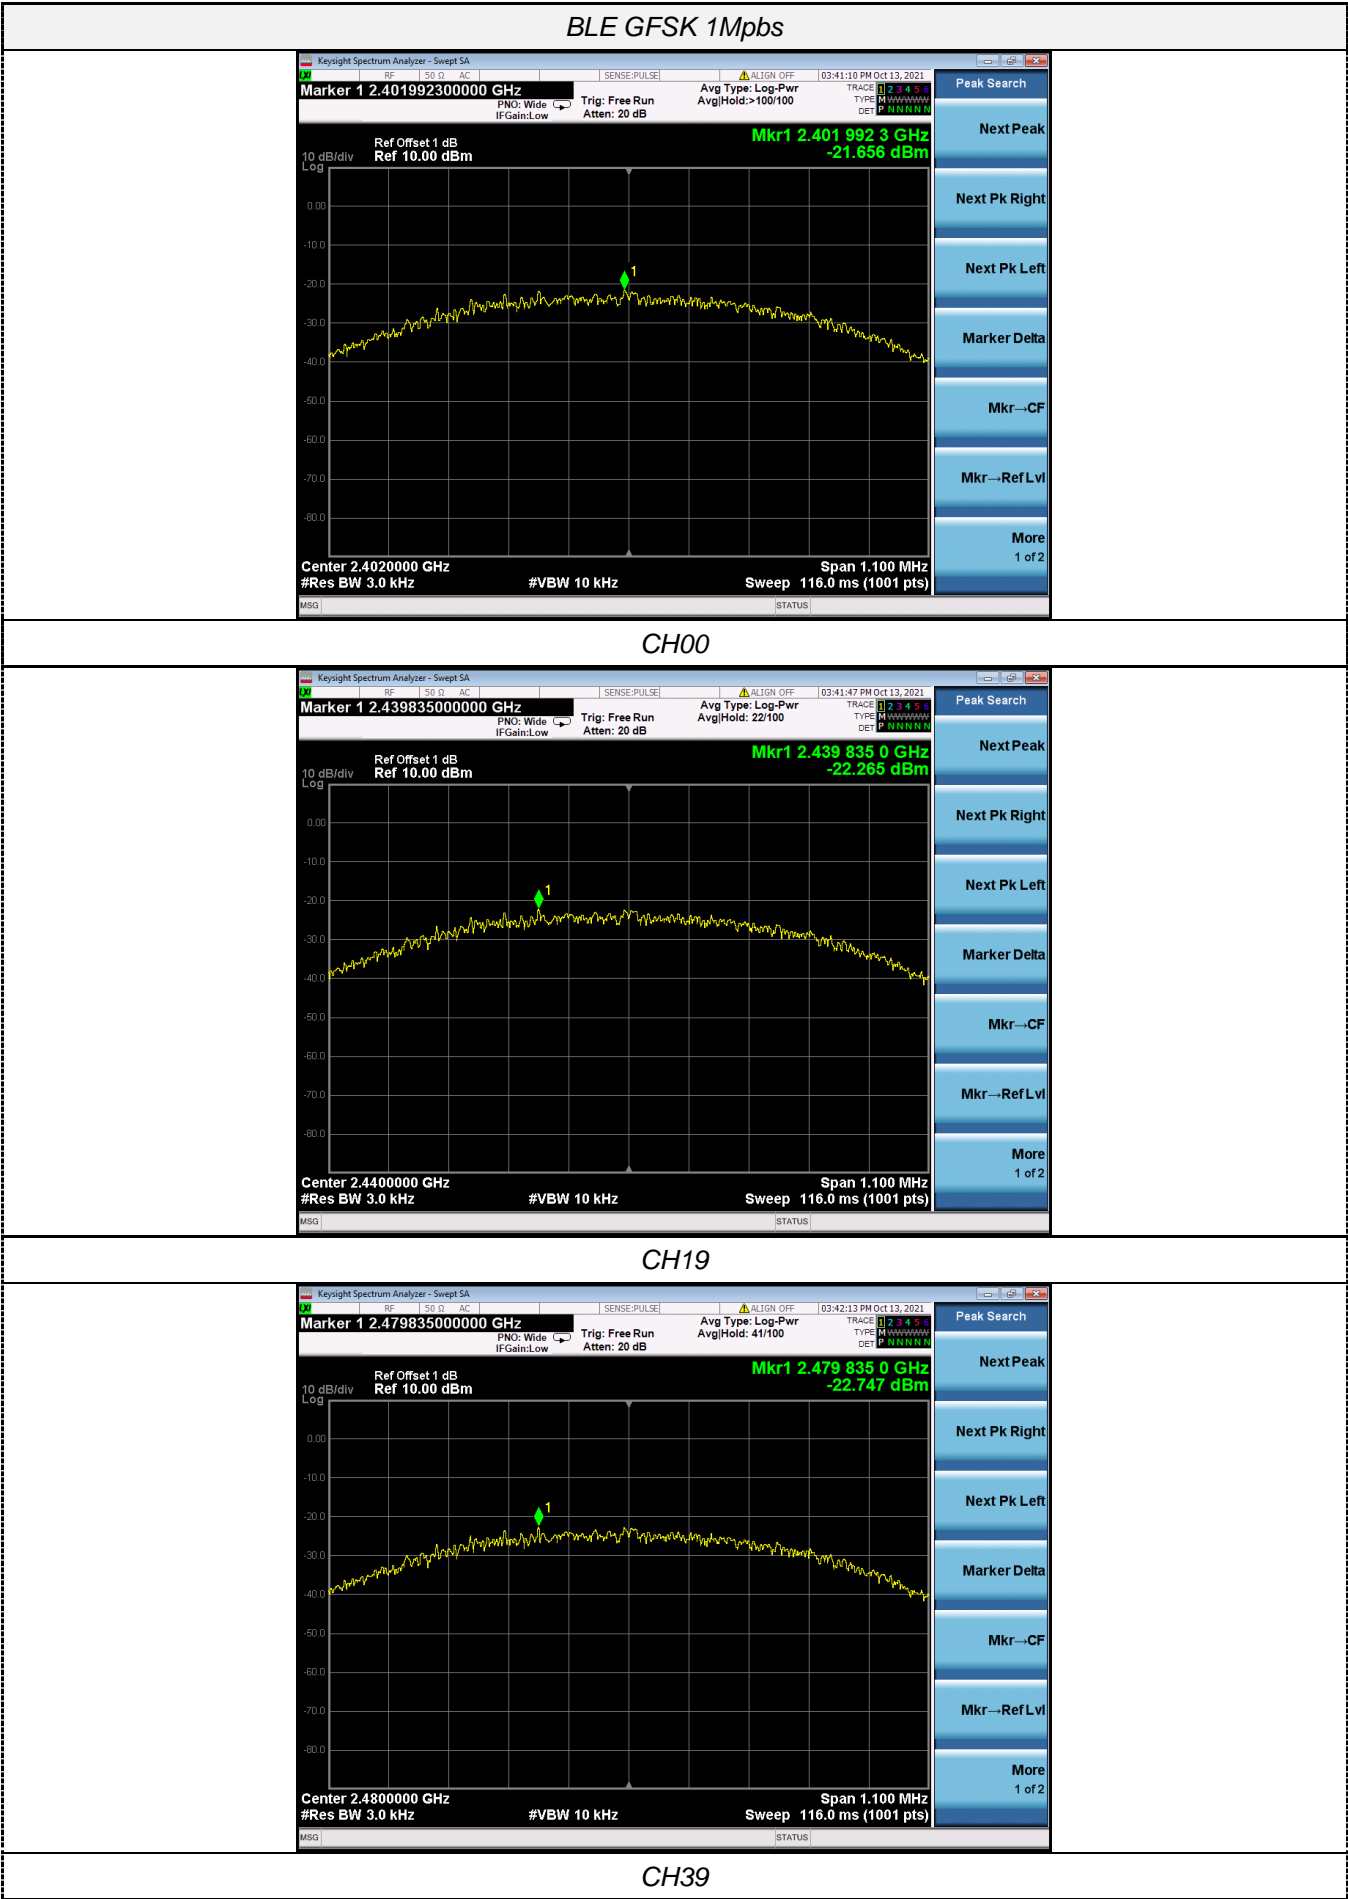 BLE GFSK 1Mpbs
Keysight Spectrum Analyzer - Swept SA
LXI RF 50 Ω AC SENSE:PULSE ALIGN OFF 03:41:10 PM Oct 13, 2021
Marker 1 2.401992300000 GHz
PNO: Wide
IFGain:Low
Trig: Free Run
Atten: 20 dB
Avg Type: Log-Pwr
Avg|Hold:>100/100
TRACE 1 2 3 4 5 6
TYPE M WWWWW
DET P N N N N N
Mkr1 2.401 992 3 GHz
-21.656 dBm
Ref Offset 1 dB
10 dB/div Ref 10.00 dBm
Log
0.00
-10.0
-20.0
-30.0
-40.0
-50.0
-60.0
-70.0
-80.0
1
Center 2.4020000 GHz Span 1.100 MHz
#Res BW 3.0 kHz #VBW 10 kHz Sweep 116.0 ms (1001 pts)
MSG STATUS
Peak Search
Next Peak
Next Pk Right
Next Pk Left
Marker Delta
Mkr→CF
Mkr→Ref Lvl
More
1 of 2
CH00
Keysight Spectrum Analyzer - Swept SA
LXI RF 50 Ω AC SENSE:PULSE ALIGN OFF 03:41:47 PM Oct 13, 2021
Marker 1 2.439835000000 GHz
PNO: Wide
IFGain:Low
Trig: Free Run
Atten: 20 dB
Avg Type: Log-Pwr
Avg|Hold: 22/100
TRACE 1 2 3 4 5 6
TYPE M WWWWW
DET P N N N N N
Mkr1 2.439 835 0 GHz
-22.265 dBm
Ref Offset 1 dB
10 dB/div Ref 10.00 dBm
Log
0.00
-10.0
-20.0
-30.0
-40.0
-50.0
-60.0
-70.0
-80.0
1
Center 2.4400000 GHz Span 1.100 MHz
#Res BW 3.0 kHz #VBW 10 kHz Sweep 116.0 ms (1001 pts)
MSG STATUS
Peak Search
Next Peak
Next Pk Right
Next Pk Left
Marker Delta
Mkr→CF
Mkr→Ref Lvl
More
1 of 2
CH19
Keysight Spectrum Analyzer - Swept SA
LXI RF 50 Ω AC SENSE:PULSE ALIGN OFF 03:42:13 PM Oct 13, 2021
Marker 1 2.479835000000 GHz
PNO: Wide
IFGain:Low
Trig: Free Run
Atten: 20 dB
Avg Type: Log-Pwr
Avg|Hold: 41/100
TRACE 1 2 3 4 5 6
TYPE M WWWWW
DET P N N N N N
Mkr1 2.479 835 0 GHz
-22.747 dBm
Ref Offset 1 dB
10 dB/div Ref 10.00 dBm
Log
0.00
-10.0
-20.0
-30.0
-40.0
-50.0
-60.0
-70.0
-80.0
1
Center 2.4800000 GHz Span 1.100 MHz
#Res BW 3.0 kHz #VBW 10 kHz Sweep 116.0 ms (1001 pts)
MSG STATUS
Peak Search
Next Peak
Next Pk Right
Next Pk Left
Marker Delta
Mkr→CF
Mkr→Ref Lvl
More
1 of 2
CH39